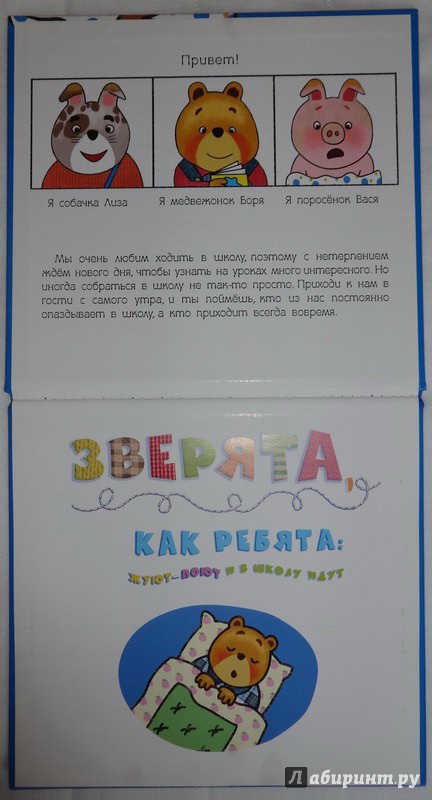 Привет!
Я собачка Лиза
Я медвежонок Боря
Я поросёнок Вася
Мы очень любим ходить в школу, поэтому с нетерпением
ждём нового дня, чтобы узнать на уроках много интересного. Но
иногда собраться в школу не так-то просто. Приходи к нам в
гости с самого утра, и ты поймёшь, кто из нас постоянно
опаздывает в школу, а кто приходит всегда вовремя.
ЗВЕРЯТА,
КАК РЕБЯТА:
ЖУЮТ-ПОЮТ И В ШКОЛУ ИДУТ
Лабиринт.ру